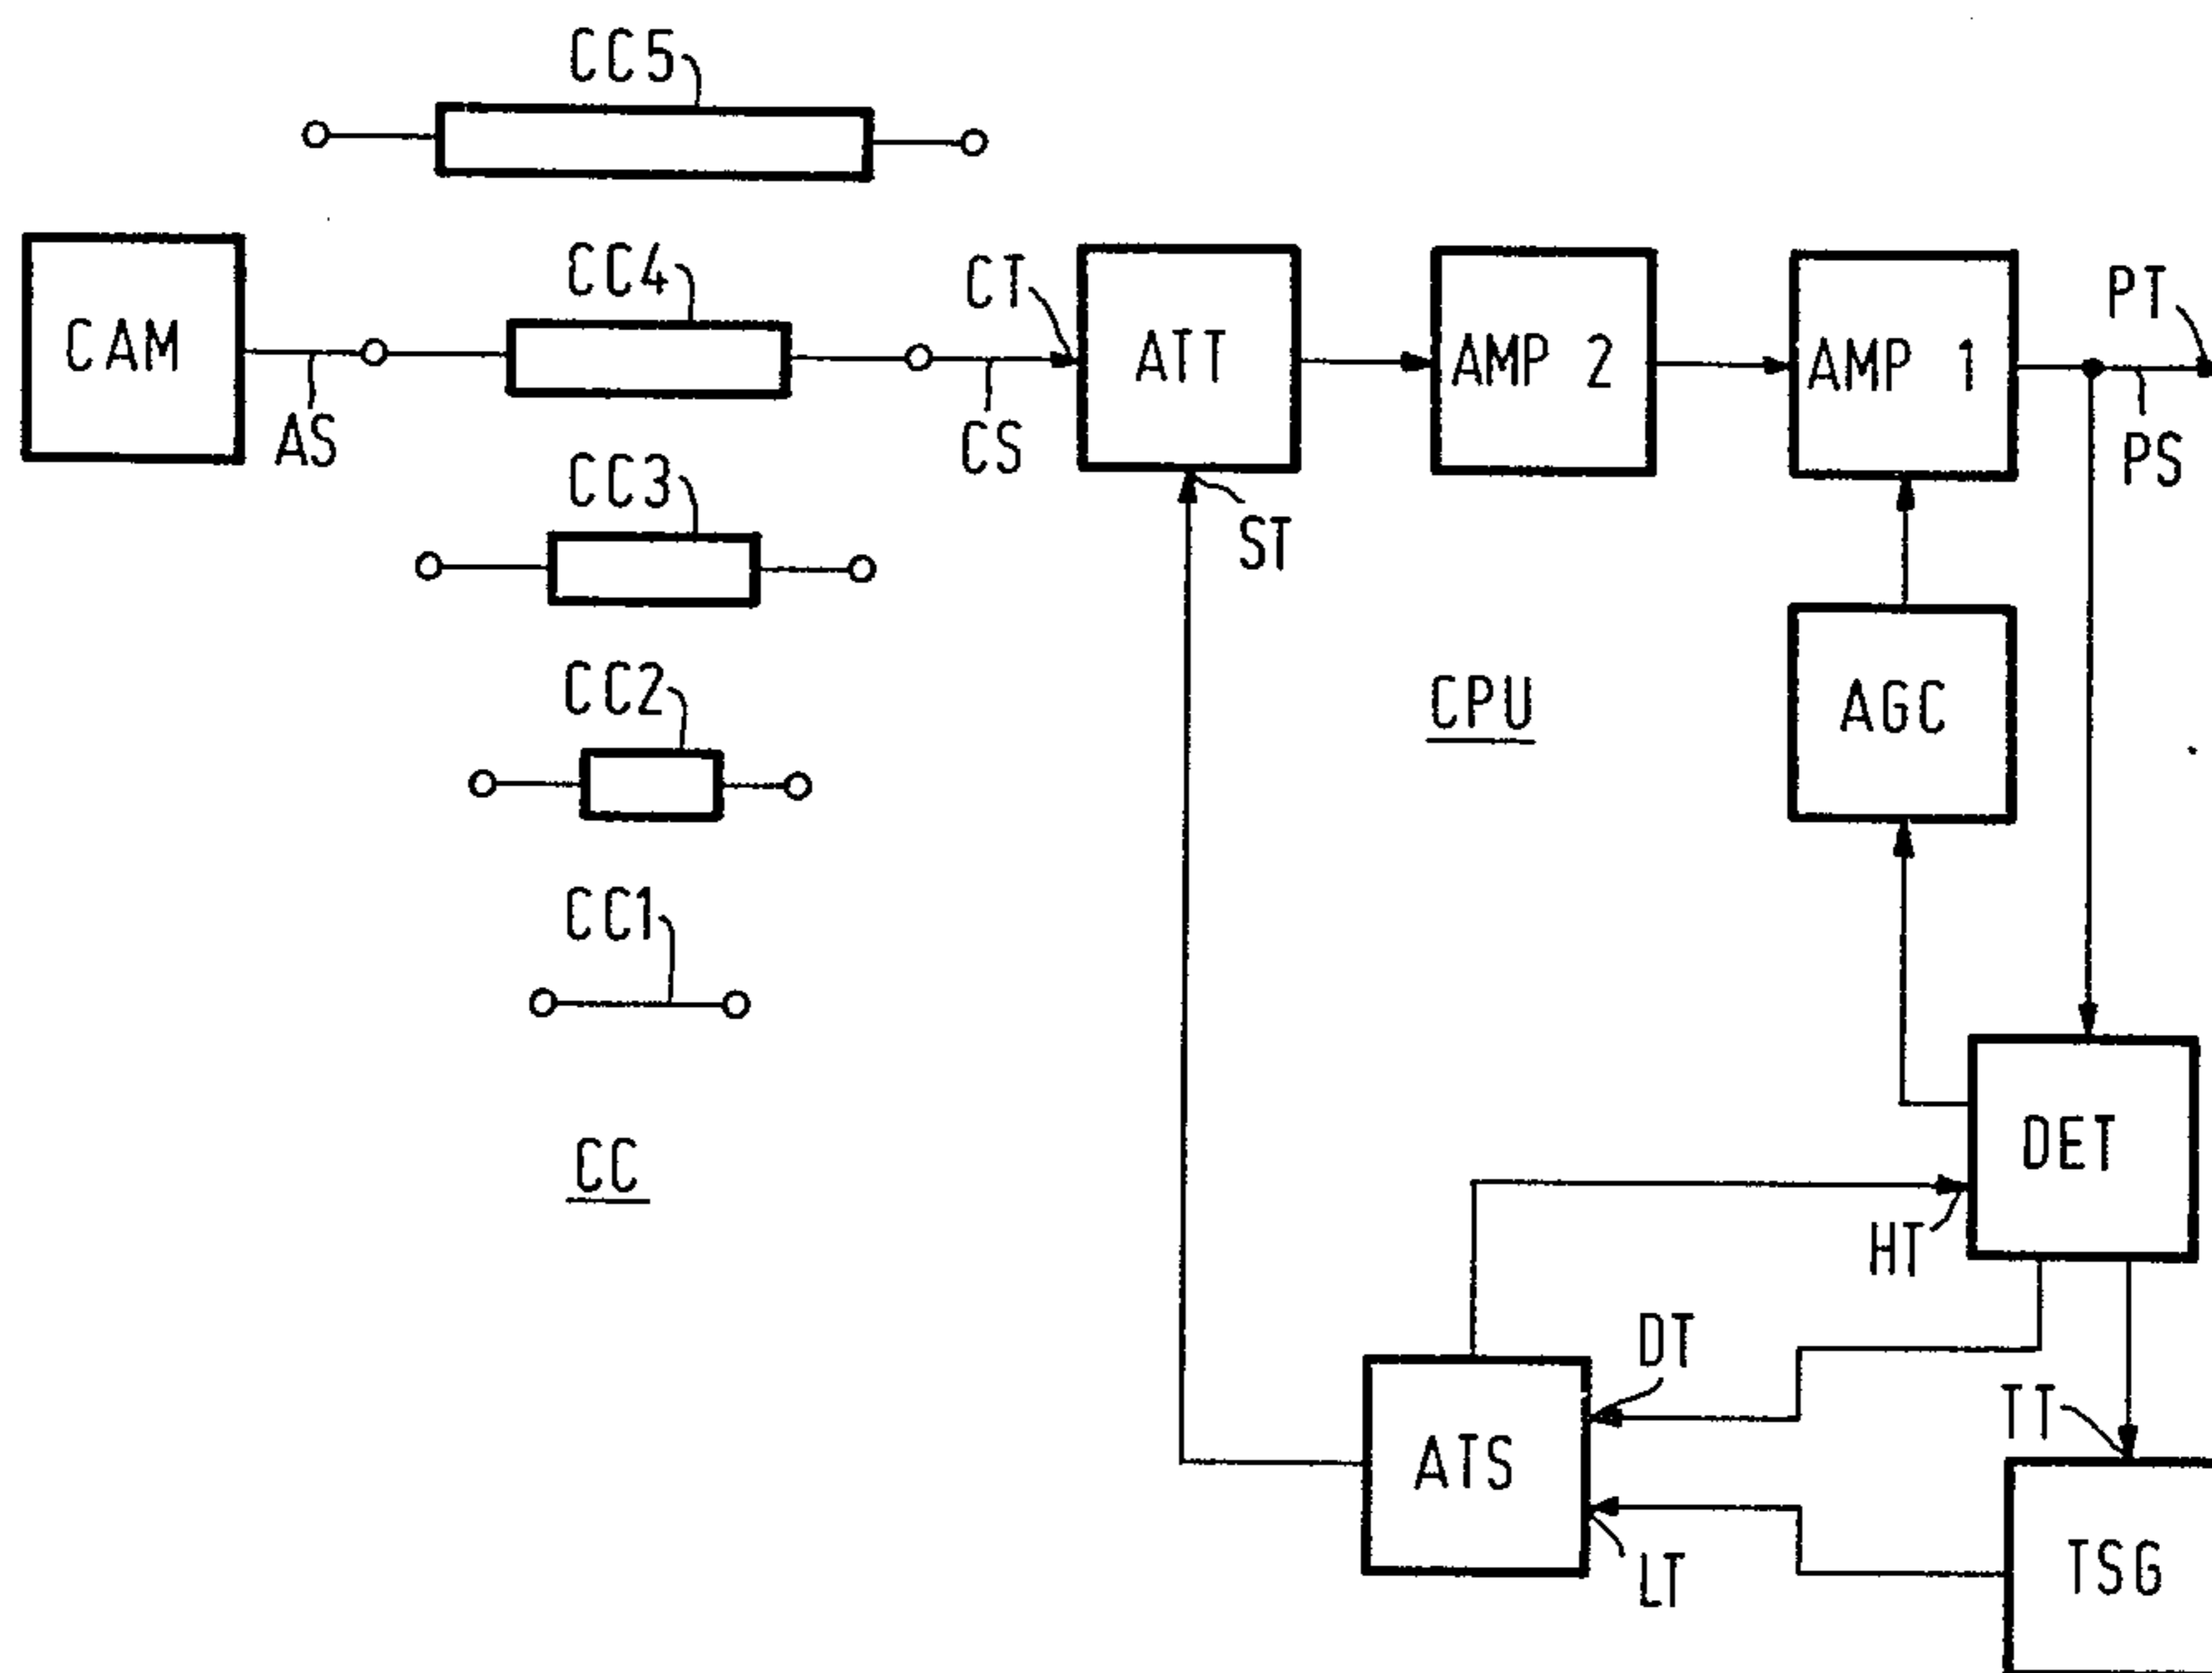 CC5
CAM
AS
CC4
CT
CS
ATT
AMP 2
AMP 1
PT
PS
CC3
ST
CC2
CPU
AGC
CC1
CC
DET
HT
DT
TT
ATS
LT
TSG